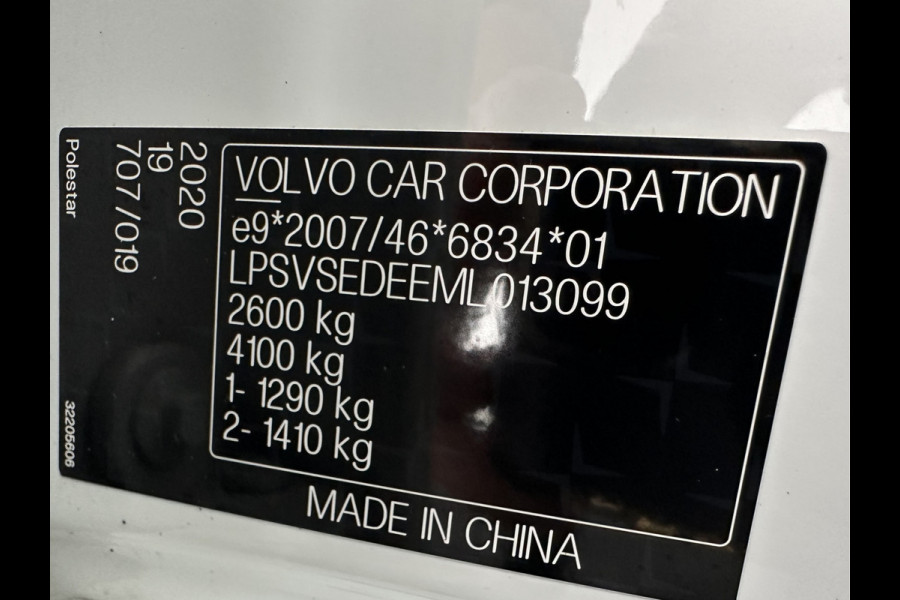 VOLVO CAR CORPORATION
e9*2007/46*6834*01
LPSVSEDEEML013099
2600 kg
4100 kg
1- 1290 kg
2- 1410 kg
MADE IN CHINA
2020
19
707/019
Polestar
32205606